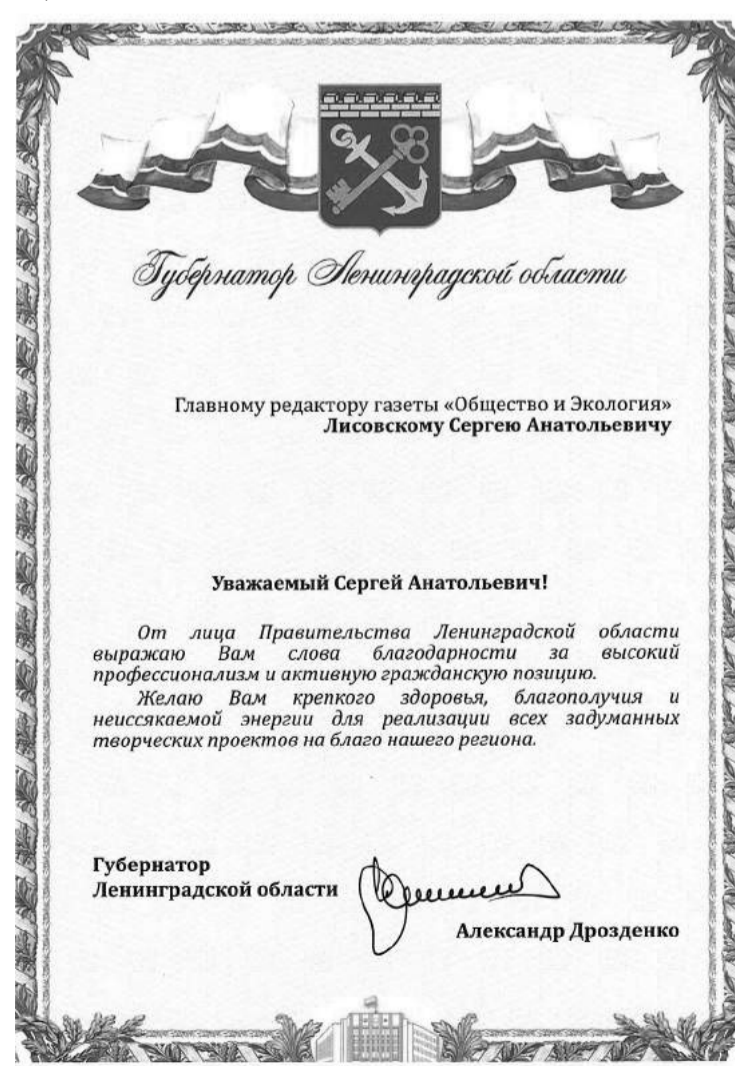 Губернатор Ленинградской области
Главному редактору газеты «Общество и Экология»
Лисовскому Сергею Анатольевичу
Уважаемый Сергей Анатольевич!
От лица Правительства Ленинградской области
выражаю Вам слова благодарности за высокий
профессионализм и активную гражданскую позицию.
Желаю Вам крепкого здоровья, благополучия и
неиссякаемой энергии для реализации всех задуманных
творческих проектов на благо нашего региона.
Губернатор
Ленинградской области
Александр Дрозденко